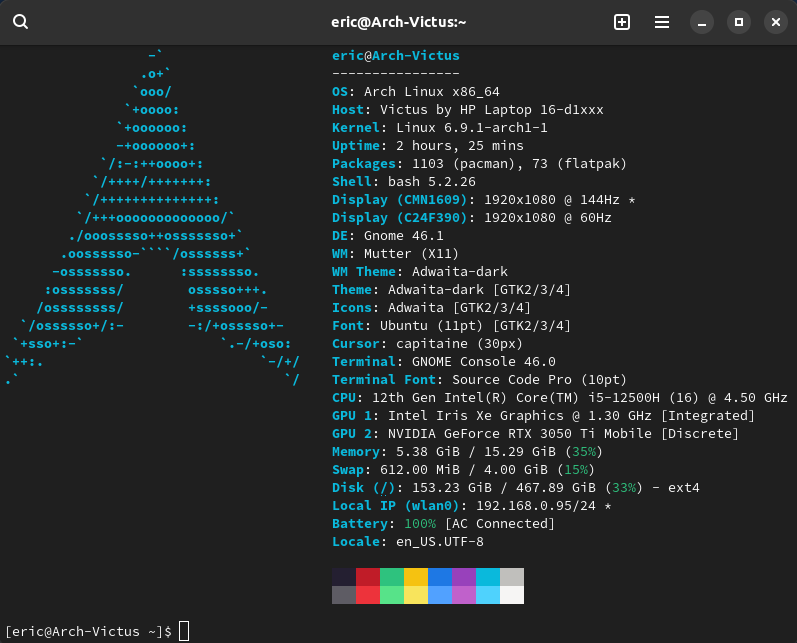 eric@Arch-Victus:~
-`
.o+`
`ooo/
`+oooo:
`+oooooo:
-+oooooo+:
`/:-:++oooo+:
`/++++/+++++++:
`/++++++++++++++:
`/+++ooooooooooooo/`
./ooosssso++osssssso+`
.oossssso-````/ossssss+`
-osssssso.      :ssssssso.
:osssssss/        osssso+++.
/ossssssss/        +ssssooo/-
`/ossssso+/:-        -:/+osssso+-
`+sso+:-`                 `.-/+oso:
`++:.                           `-/+/
.`                                 `/
eric@Arch-Victus
----------------
OS: Arch Linux x86_64
Host: Victus by HP Laptop 16-d1xxx
Kernel: Linux 6.9.1-arch1-1
Uptime: 2 hours, 25 mins
Packages: 1103 (pacman), 73 (flatpak)
Shell: bash 5.2.26
Display (CMN1609): 1920x1080 @ 144Hz *
Display (C24F390): 1920x1080 @ 60Hz
DE: Gnome 46.1
WM: Mutter (X11)
WM Theme: Adwaita-dark
Theme: Adwaita-dark [GTK2/3/4]
Icons: Adwaita [GTK2/3/4]
Font: Ubuntu (11pt) [GTK2/3/4]
Cursor: capitaine (30px)
Terminal: GNOME Console 46.0
Terminal Font: Source Code Pro (10pt)
CPU: 12th Gen Intel(R) Core(TM) i5-12500H (16) @ 4.50 GHz
GPU 1: Intel Iris Xe Graphics @ 1.30 GHz [Integrated]
GPU 2: NVIDIA GeForce RTX 3050 Ti Mobile [Discrete]
Memory: 5.38 GiB / 15.29 GiB (35%)
Swap: 612.00 MiB / 4.00 GiB (15%)
Disk (/): 153.23 GiB / 467.89 GiB (33%) - ext4
Local IP (wlan0): 192.168.0.95/24 *
Battery: 100% [AC Connected]
Locale: en_US.UTF-8
[eric@Arch-Victus ~]$